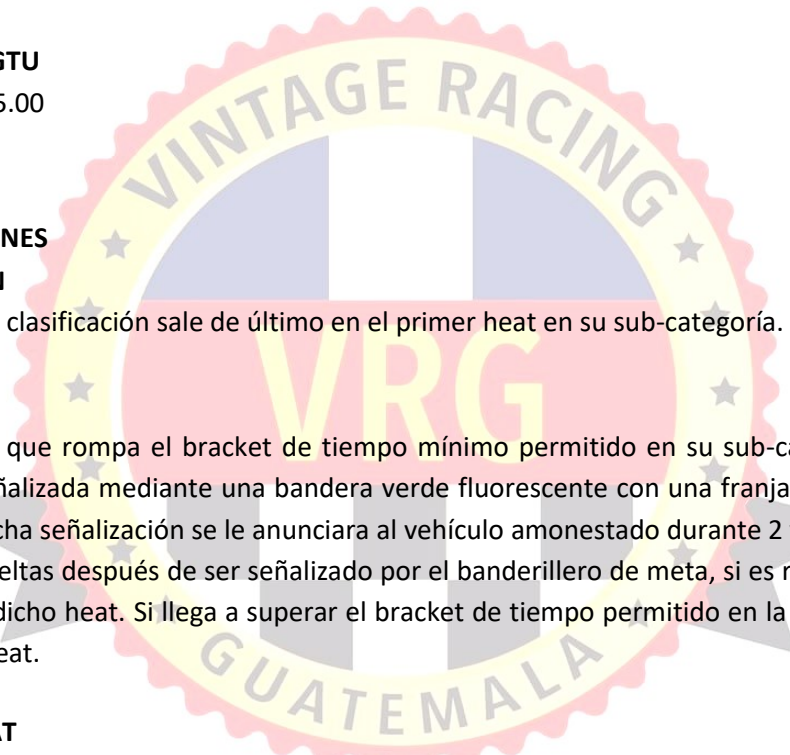 GTU
5.00
NES
N
clasificación sale de último en el primer heat en su sub-categoría.
que rompa el bracket de tiempo mínimo permitido en su sub-ca
ñalizada mediante una bandera verde fluorescente con una franja
cha señalización se le anunciara al vehículo amonestado durante 2
eltas después de ser señalizado por el banderillero de meta, si es r
dicho heat. Si llega a superar el bracket de tiempo permitido en la
eat.
AT
VINTAGE RACING
VRG
GUATEMALA